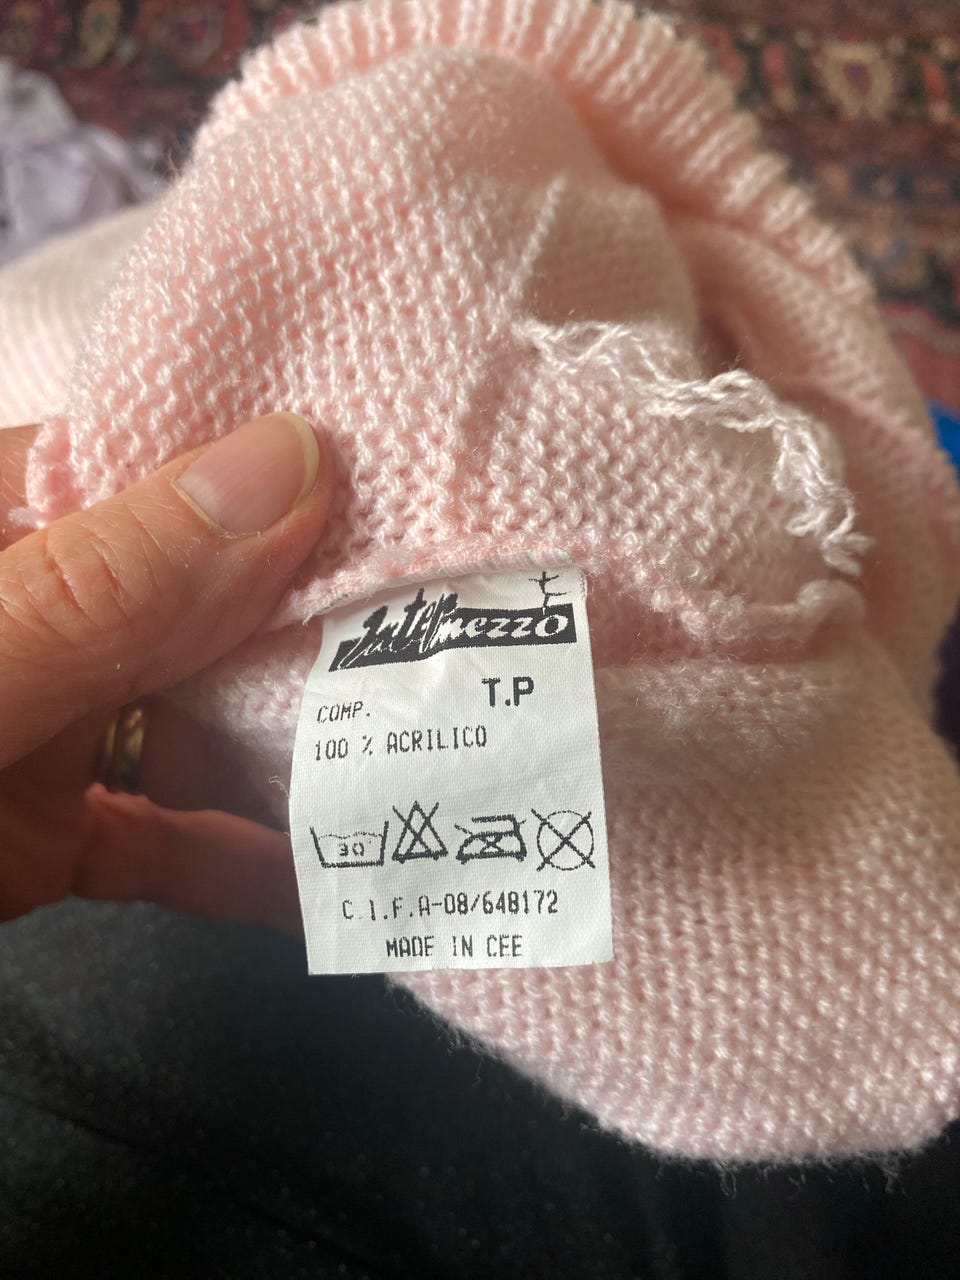 Intermezzo
T.P
COMP.
100 % ACRILICO
30°
C.I.F.A-08/648172
MADE IN CEE